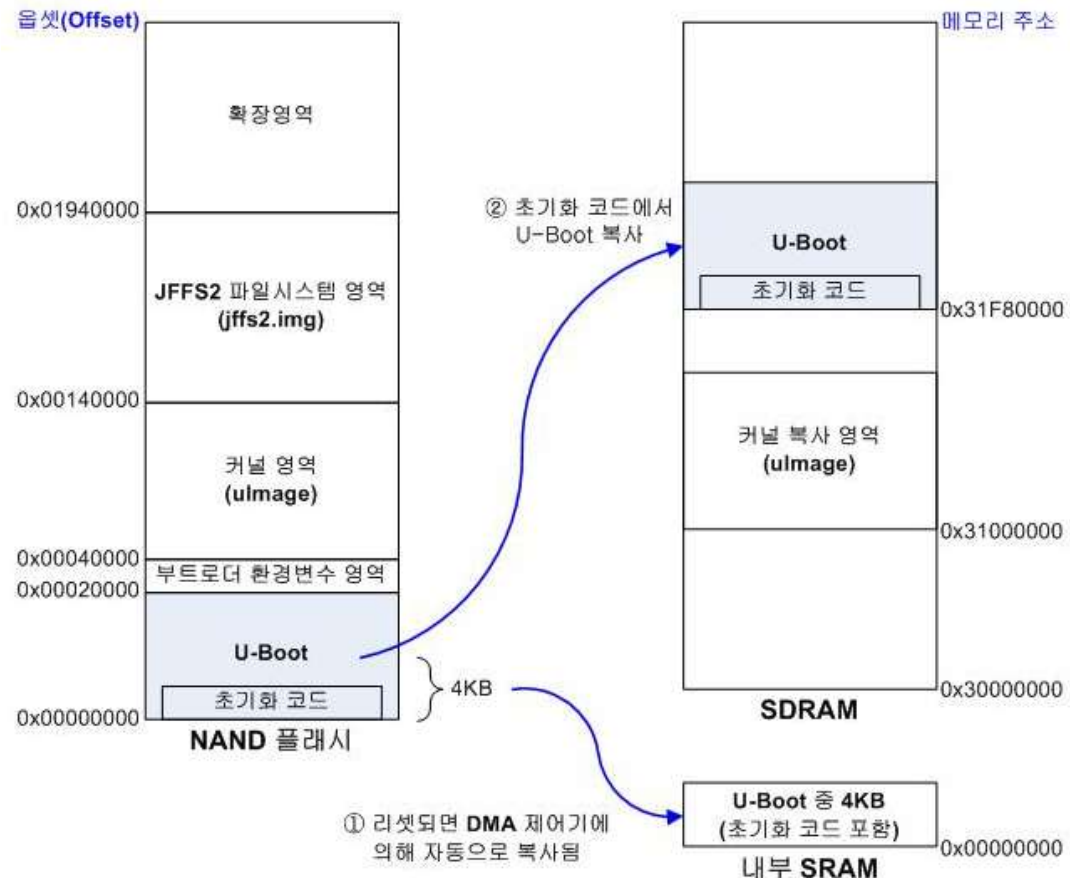 옵셋(Offset)
확장영역
0x01940000
JFFS2 파일시스템 영역
(jffs2.img)
0x00140000
커널 영역
(uImage)
0x00040000
부트로더 환경변수 영역
0x00020000
U-Boot
초기화 코드
0x00000000
NAND 플래시
4KB
① 리셋되면 DMA 제어기에
의해 자동으로 복사됨
② 초기화 코드에서
U-Boot 복사
메모리 주소
U-Boot
초기화 코드
0x31F80000
커널 복사 영역
(uImage)
0x31000000
0x30000000
SDRAM
U-Boot 중 4KB
(초기화 코드 포함)
0x00000000
내부 SRAM